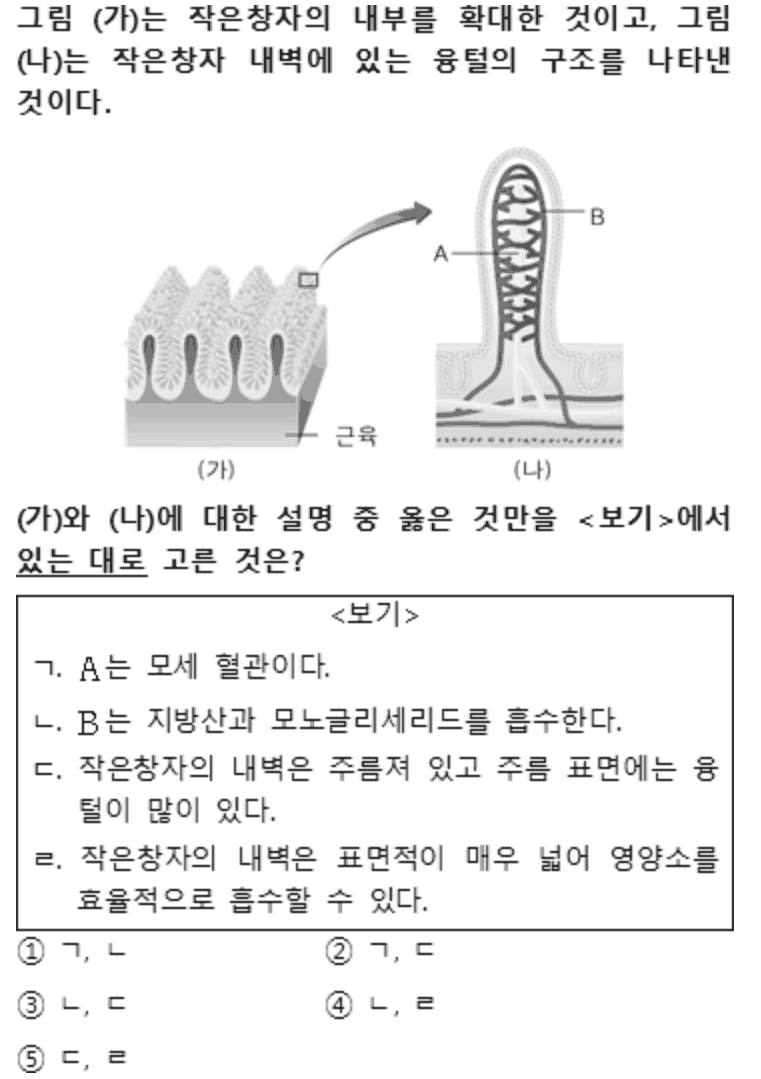 그림 (가)는 작은창자의 내부를 확대한 것이고, 그림
(나)는 작은창자 내벽에 있는 융털의 구조를 나타낸
것이다.
B
A
근육
(가)
(나)
(가)와 (나)에 대한 설명 중 옳은 것만을 <보기>에서
있는 대로 고른 것은?
<보기>
ㄱ. A는 모세 혈관이다.
ㄴ. B는 지방산과 모노글리세리드를 흡수한다.
ㄷ. 작은창자의 내벽은 주름져 있고 주름 표면에는 융
털이 많이 있다.
ㄹ. 작은창자의 내벽은 표면적이 매우 넓어 영양소를
효율적으로 흡수할 수 있다.
① ㄱ, ㄴ ② ㄱ, ㄷ
③ ㄴ, ㄷ ④ ㄴ, ㄹ
⑤ ㄷ, ㄹ